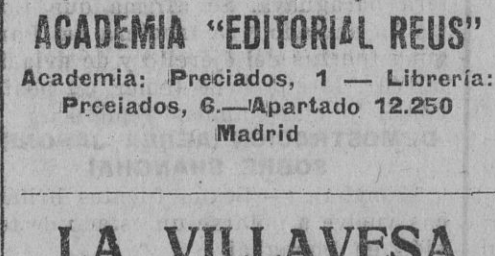 ACADEMIA “EDITORIAL REUS”
Academia: Preciados, 1 — Librería:
Prceiados, 6.—Apartado 12.250
Madrid
LA VILLAVESA